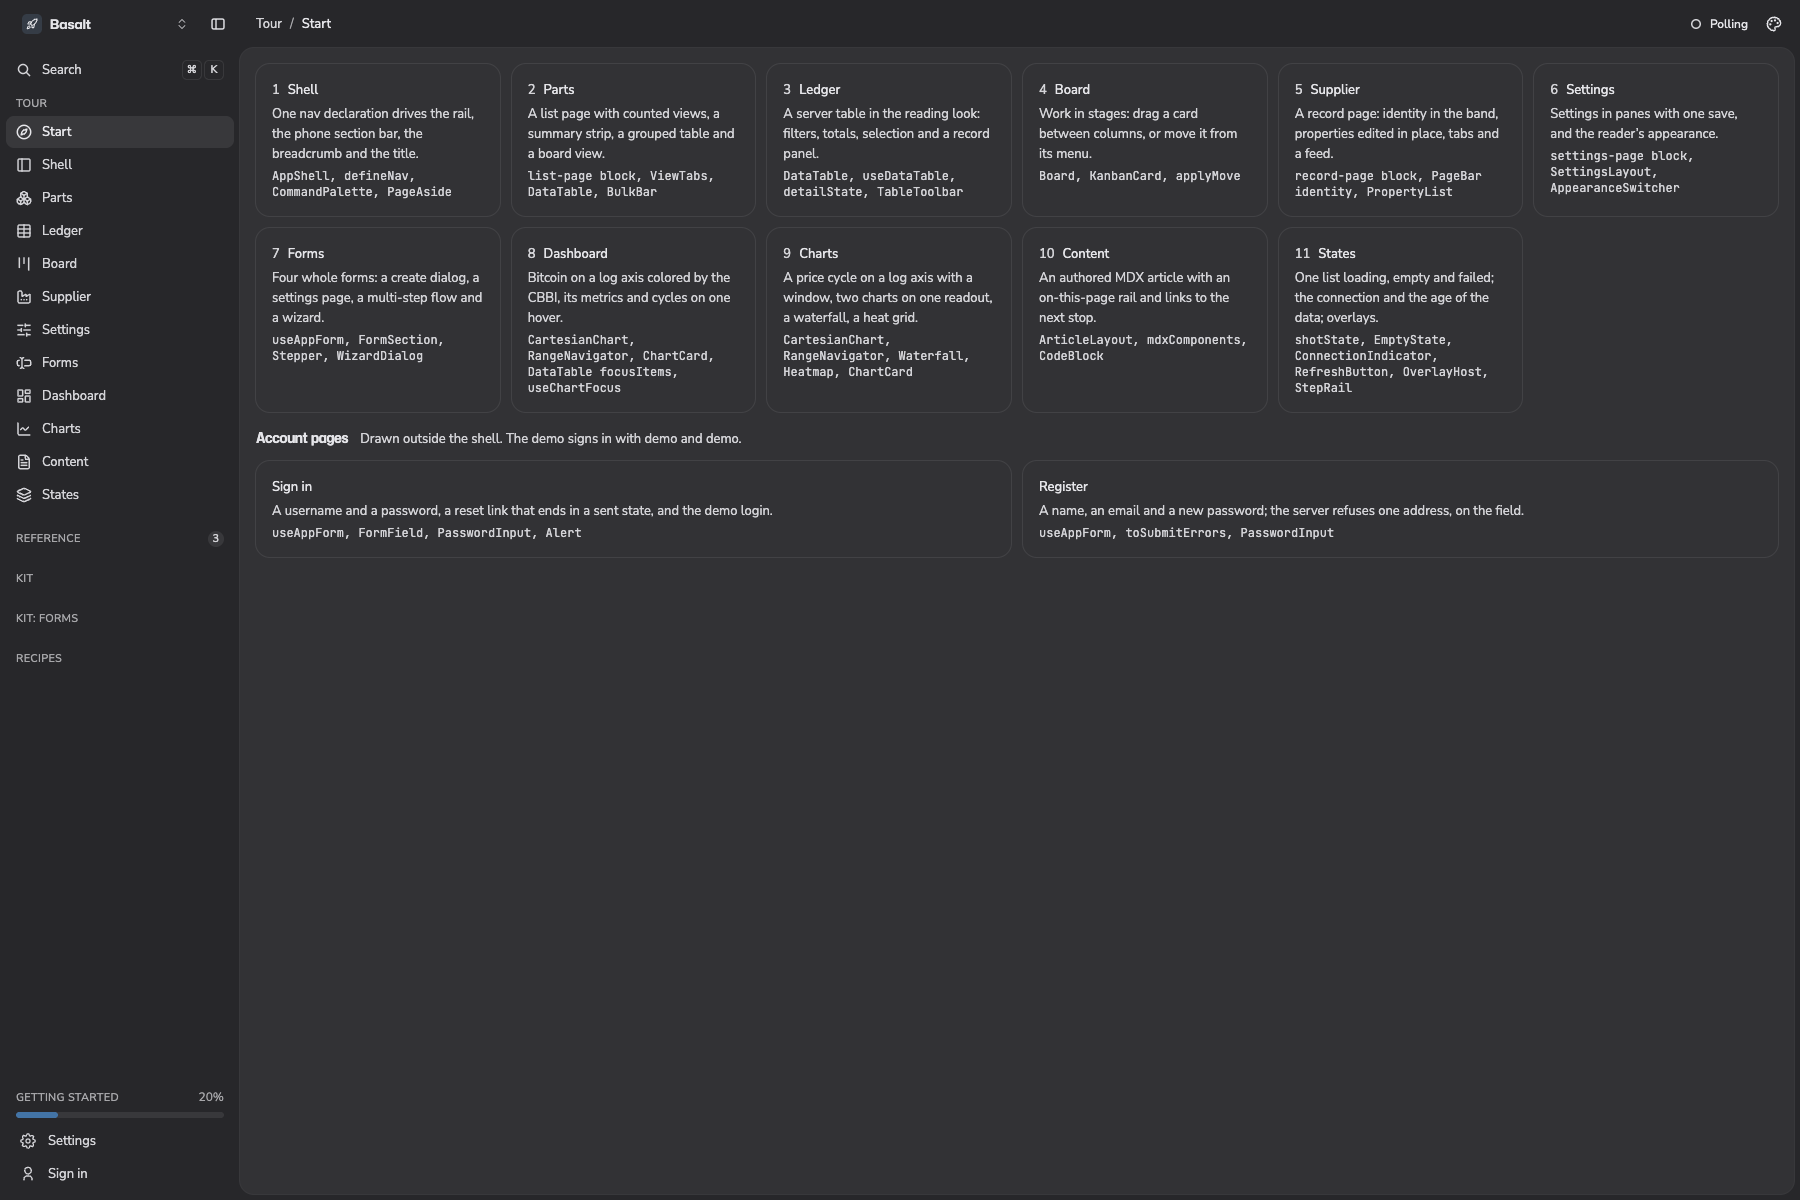 Basalt
Tour / Start
Polling
Search
⌘ K
TOUR
Start
Shell
Parts
Ledger
Board
Supplier
Settings
Forms
Dashboard
Charts
Content
States
REFERENCE 3
KIT
KIT: FORMS
RECIPES
GETTING STARTED 20%
Settings
Sign in
1 Shell
One nav declaration drives the rail,
the phone section bar, the
breadcrumb and the title.
AppShell, defineNav,
CommandPalette, PageAside
2 Parts
A list page with counted views, a
summary strip, a grouped table and
a board view.
list-page block, ViewTabs,
DataTable, BulkBar
3 Ledger
A server table in the reading look:
filters, totals, selection and a record
panel.
DataTable, useDataTable,
detailState, TableToolbar
4 Board
Work in stages: drag a card
between columns, or move it from
its menu.
Board, KanbanCard, applyMove
5 Supplier
A record page: identity in the band,
properties edited in place, tabs and
a feed.
record-page block, PageBar
identity, PropertyList
6 Settings
Settings in panes with one save,
and the reader's appearance.
settings-page block,
SettingsLayout,
AppearanceSwitcher
7 Forms
Four whole forms: a create dialog, a
settings page, a multi-step flow and
a wizard.
useAppForm, FormSection,
Stepper, WizardDialog
8 Dashboard
Bitcoin on a log axis colored by the
CBBI, its metrics and cycles on one
hover.
CartesianChart,
RangeNavigator, ChartCard,
DataTable focusItems,
useChartFocus
9 Charts
A price cycle on a log axis with a
window, two charts on one readout,
a waterfall, a heat grid.
CartesianChart,
RangeNavigator, Waterfall,
Heatmap, ChartCard
10 Content
An authored MDX article with an
on-this-page rail and links to the
next stop.
ArticleLayout, mdxComponents,
CodeBlock
11 States
One list loading, empty and failed;
the connection and the age of the
data; overlays.
shotState, EmptyState,
ConnectionIndicator,
RefreshButton, OverlayHost,
StepRail
Account pages Drawn outside the shell. The demo signs in with demo and demo.
Sign in
A username and a password, a reset link that ends in a sent state, and the demo login.
useAppForm, FormField, PasswordInput, Alert
Register
A name, an email and a new password; the server refuses one address, on the field.
useAppForm, toSubmitErrors, PasswordInput